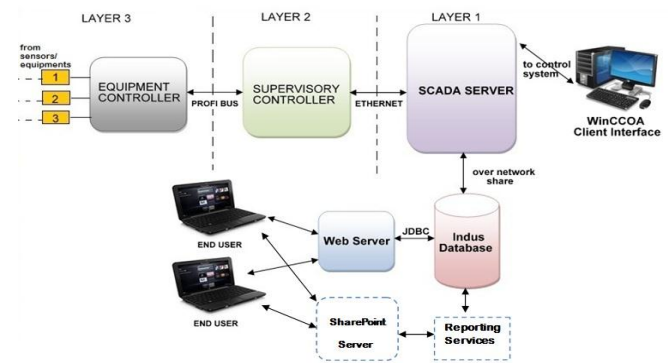 LAYER 3
LAYER 2
LAYER 1
from
sensors/
equipments
1
2
3
EQUIPMENT
CONTROLLER
PROFI BUS
SUPERVISORY
CONTROLLER
ETHERNET
SCADA SERVER
to control
system
WinCCOA
Client Interface
over network
share
END USER
Web Server
JDBC
Indus
Database
END USER
SharePoint
Server
Reporting
Services